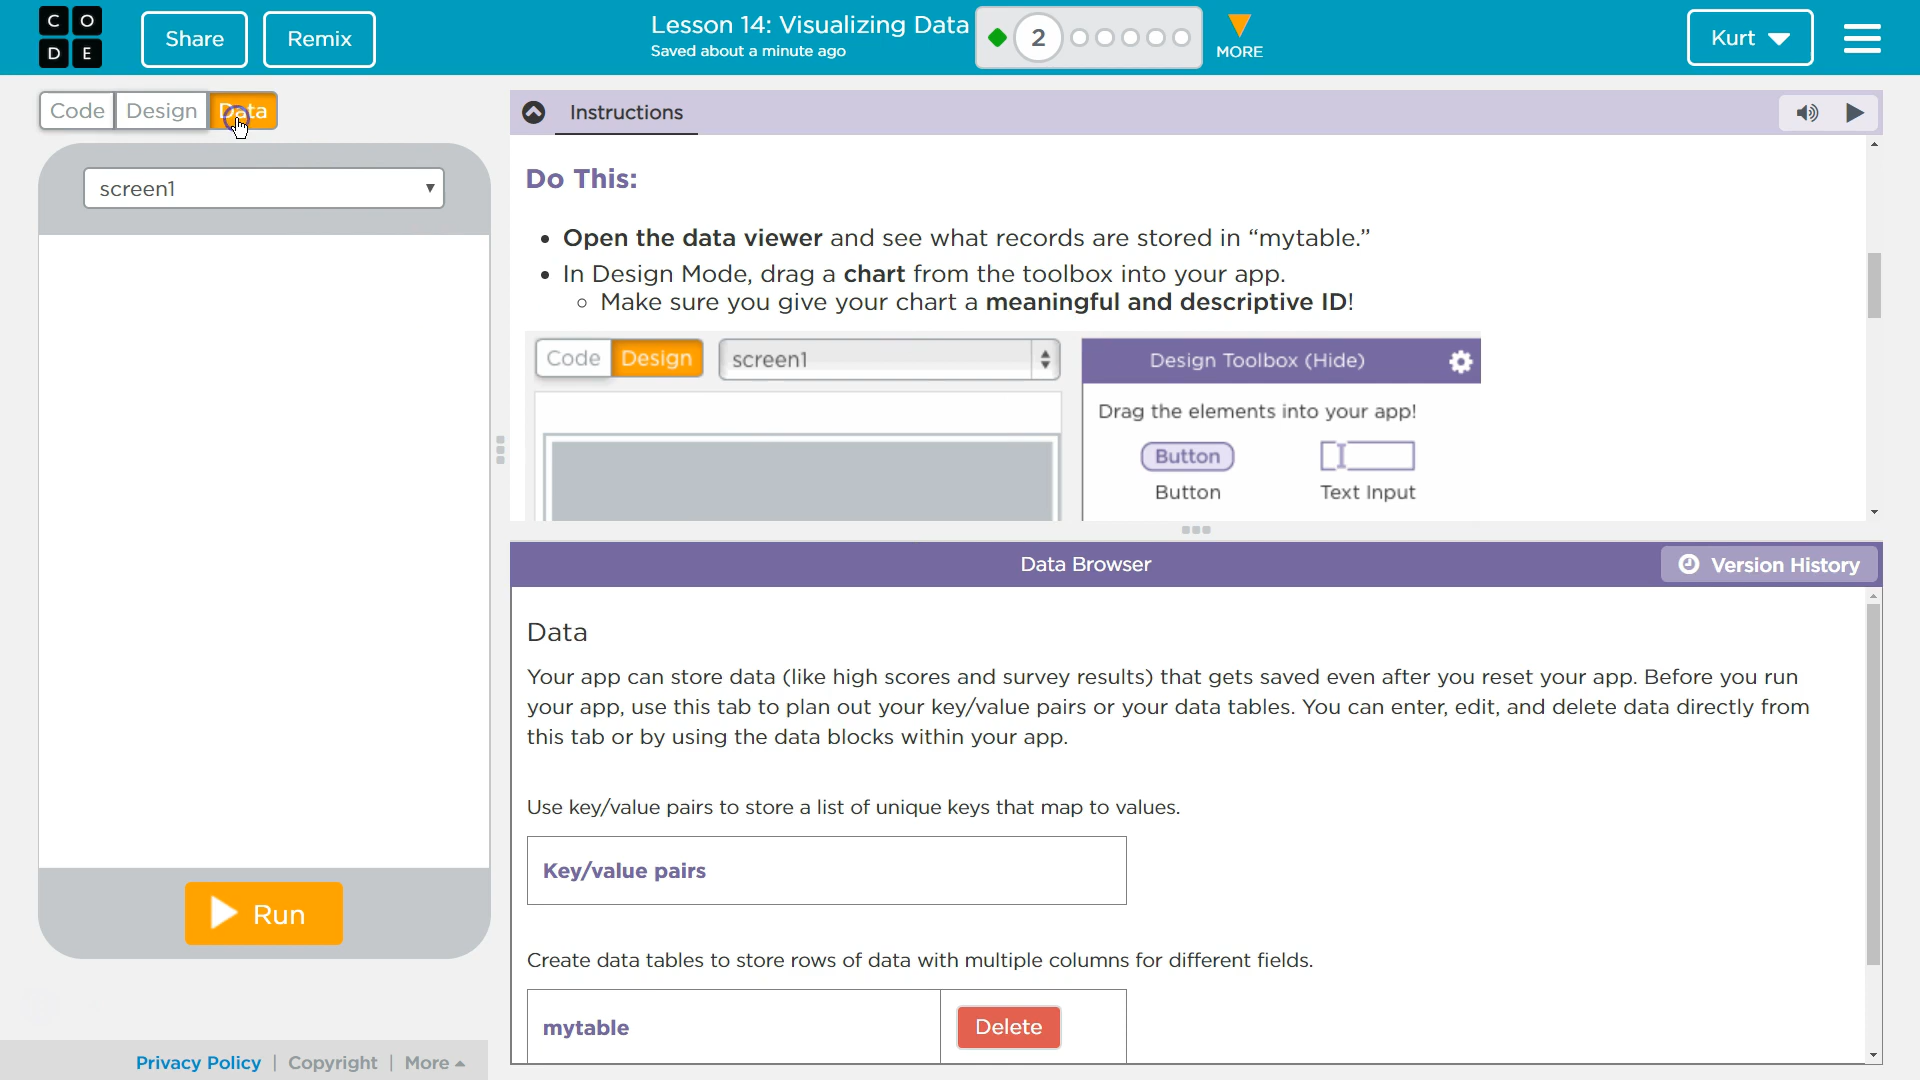 C O
D E
Share
Remix
Lesson 14: Visualizing Data
Saved about a minute ago
2
MORE
Kurt
Code
Design
Data
screen1
Run
Privacy Policy | Copyright | More
Instructions
Do This:
• Open the data viewer and see what records are stored in “mytable.”
• In Design Mode, drag a chart from the toolbox into your app.
○ Make sure you give your chart a meaningful and descriptive ID!
Code
Design
screen1
Design Toolbox (Hide)
Drag the elements into your app!
Button
Button
Text Input
Data Browser
Version History
Data
Your app can store data (like high scores and survey results) that gets saved even after you reset your app. Before you run
your app, use this tab to plan out your key/value pairs or your data tables. You can enter, edit, and delete data directly from
this tab or by using the data blocks within your app.
Use key/value pairs to store a list of unique keys that map to values.
Key/value pairs
Create data tables to store rows of data with multiple columns for different fields.
mytable
Delete